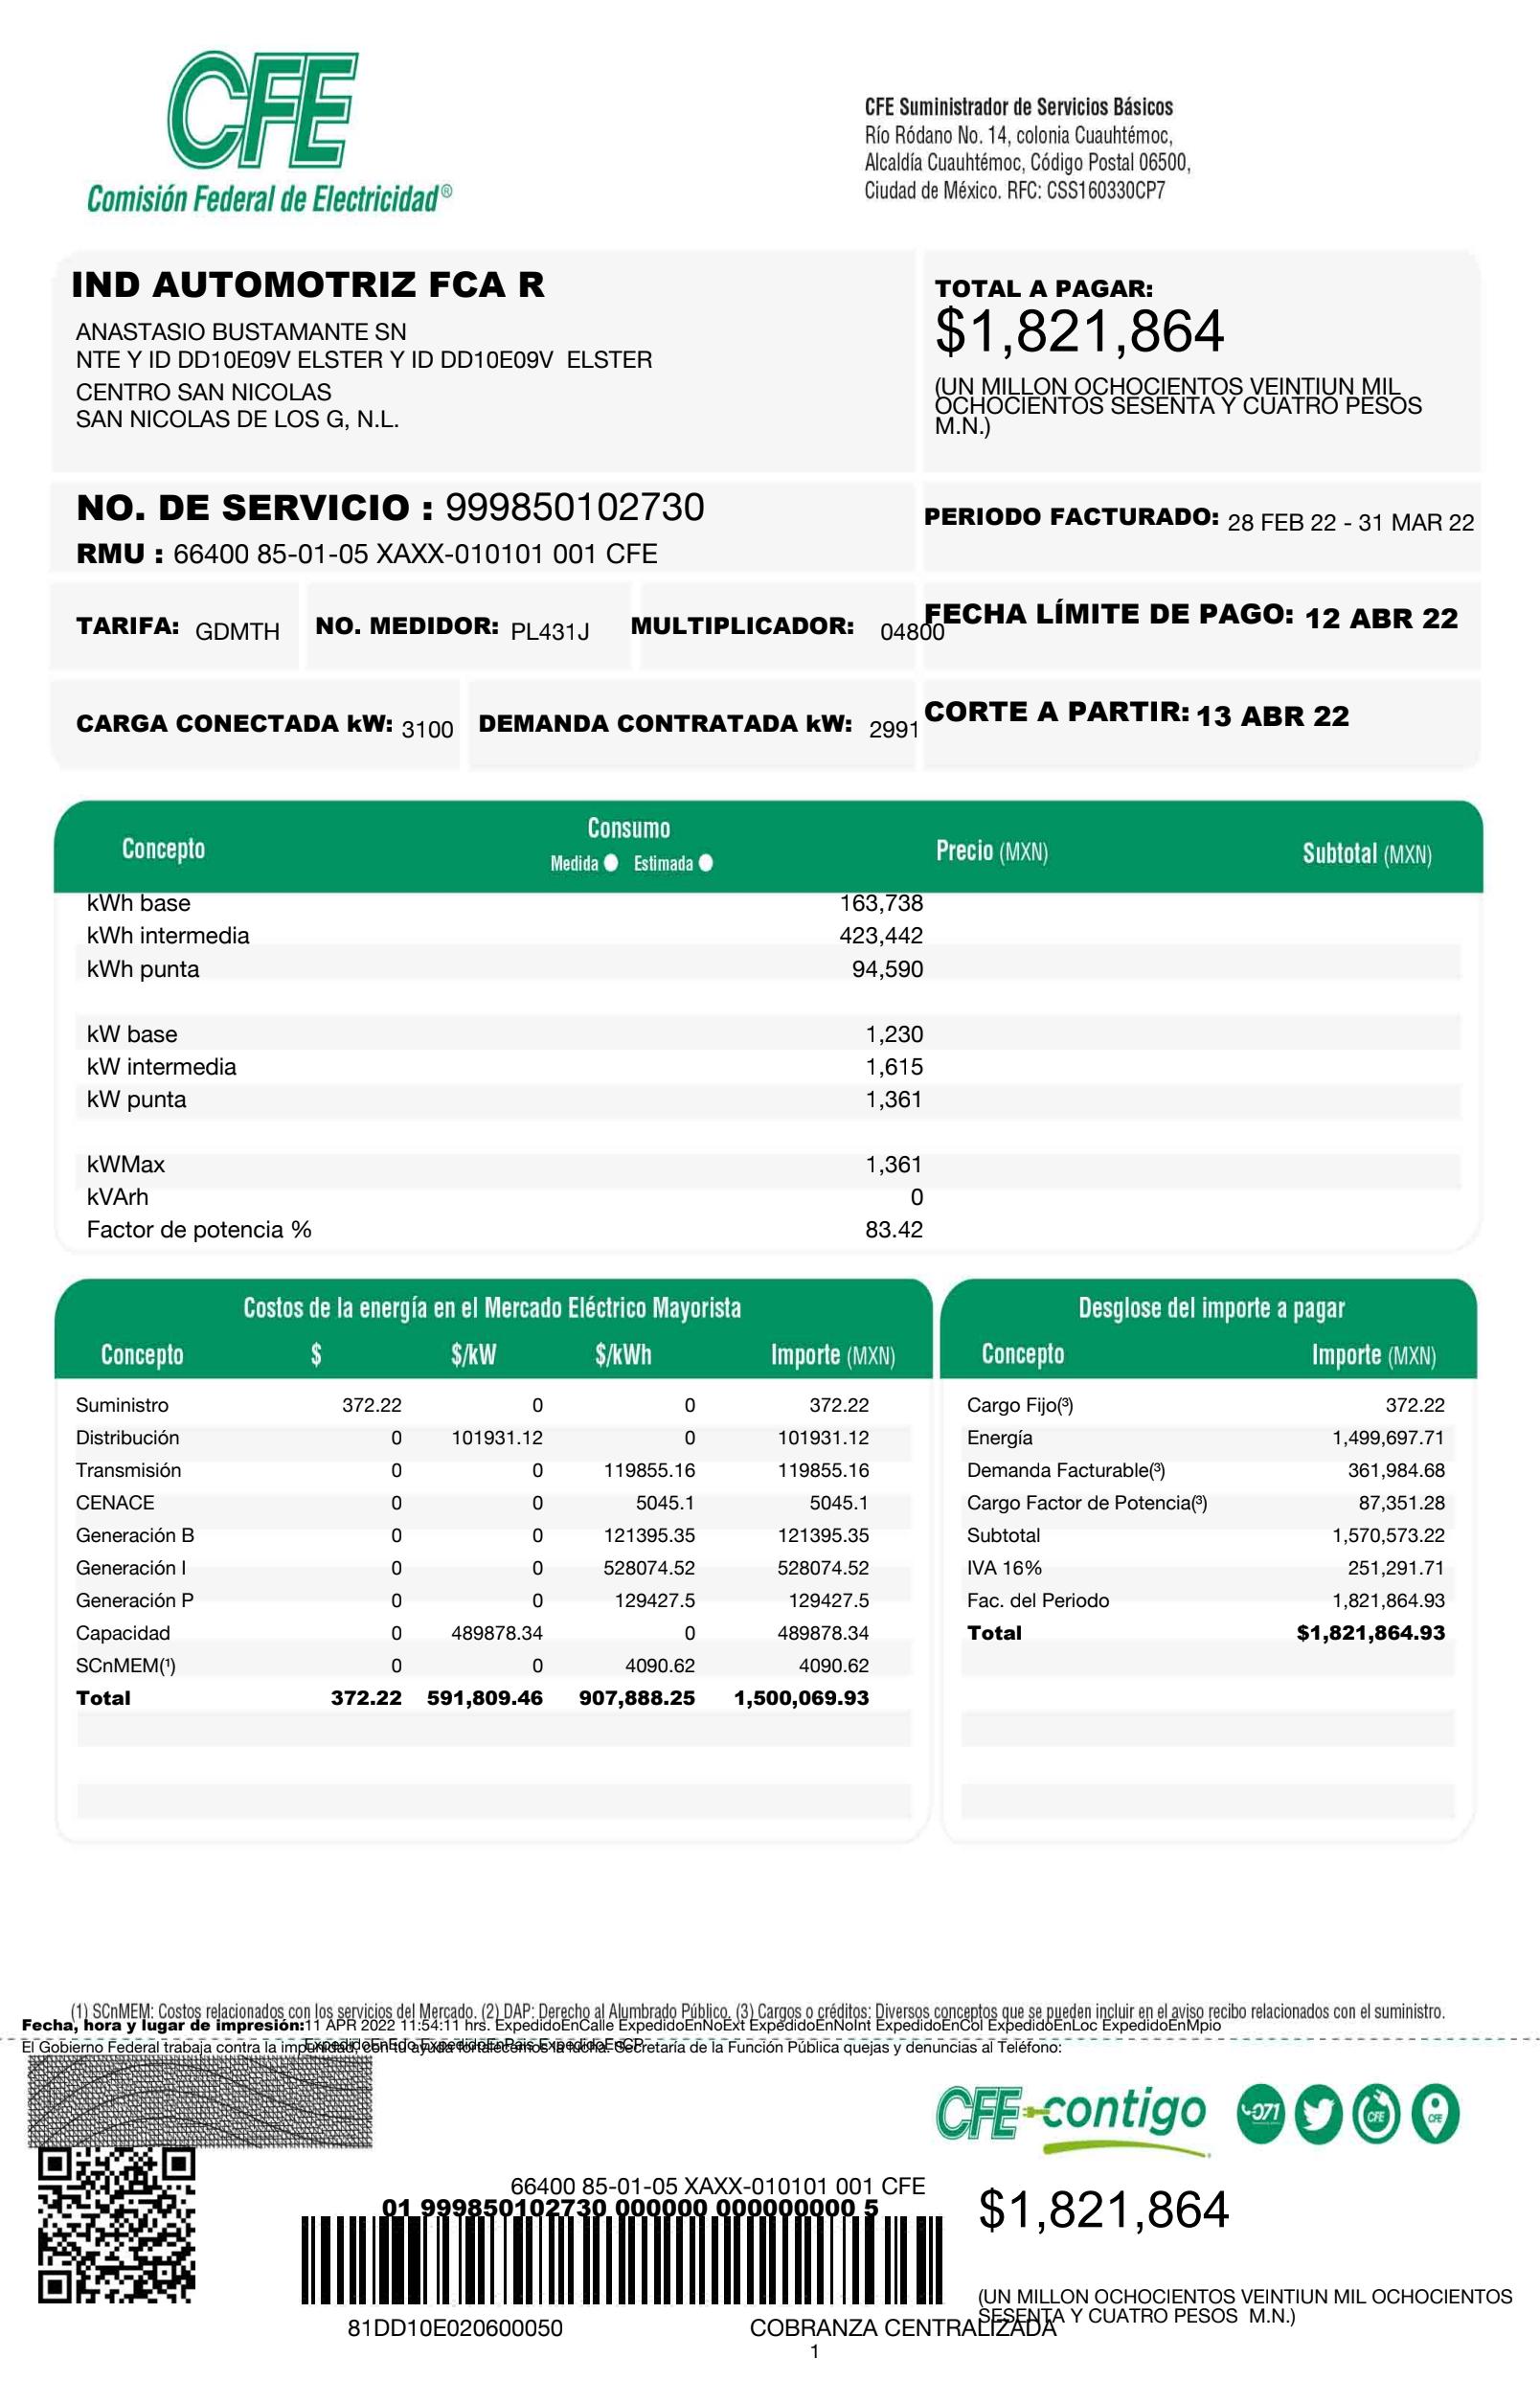 CFE
Comisión Federal de Electricidad®
CFE Suministrador de Servicios Básicos
Río Ródano No. 14, colonia Cuauhtémoc,
Alcaldía Cuauhtémoc, Código Postal 06500,
Ciudad de México. RFC: CSS160330CP7
IND AUTOMOTRIZ FCA R
ANASTASIO BUSTAMANTE SN
NTE Y ID DD10E09V ELSTER Y ID DD10E09V ELSTER
CENTRO SAN NICOLAS
SAN NICOLAS DE LOS G, N.L.
TOTAL A PAGAR:
$1,821,864
(UN MILLON OCHOCIENTOS VEINTIUN MIL
OCHOCIENTOS SESENTA Y CUATRO PESOS
M.N.)
NO. DE SERVICIO : 999850102730
RMU : 66400 85-01-05 XAXX-010101 001 CFE
PERIODO FACTURADO: 28 FEB 22 - 31 MAR 22
TARIFA: GDMTH NO. MEDIDOR: PL431J MULTIPLICADOR: 04800
FECHA LÍMITE DE PAGO: 12 ABR 22
CARGA CONECTADA kW: 3100 DEMANDA CONTRATADA kW: 2991
CORTE A PARTIR: 13 ABR 22
Concepto Consumo Precio (MXN) Subtotal (MXN)
Medida Estimada
kWh base 163,738
kWh intermedia 423,442
kWh punta 94,590
kW base 1,230
kW intermedia 1,615
kW punta 1,361
kWMax 1,361
kVArh 0
Factor de potencia % 83.42
Costos de la energía en el Mercado Eléctrico Mayorista
Concepto $ $/kW $/kWh Importe (MXN)
Suministro 372.22 0 0 372.22
Distribución 0 101931.12 0 101931.12
Transmisión 0 0 119855.16 119855.16
CENACE 0 0 5045.1 5045.1
Generación B 0 0 121395.35 121395.35
Generación I 0 0 528074.52 528074.52
Generación P 0 0 129427.5 129427.5
Capacidad 0 489878.34 0 489878.34
SCnMEM(¹) 0 0 4090.62 4090.62
Total 372.22 591,809.46 907,888.25 1,500,069.93
Desglose del importe a pagar
Concepto Importe (MXN)
Cargo Fijo(³) 372.22
Energía 1,499,697.71
Demanda Facturable(³) 361,984.68
Cargo Factor de Potencia(³) 87,351.28
Subtotal 1,570,573.22
IVA 16% 251,291.71
Fac. del Periodo 1,821,864.93
Total $1,821,864.93
(1) SCnMEM: Costos relacionados con los servicios del Mercado. (2) DAP: Derecho al Alumbrado Público. (3) Cargos o créditos: Diversos conceptos que se pueden incluir en el aviso recibo relacionados con el suministro.
Fecha, hora y lugar de impresión:11 APR 2022 11:54:11 hrs. ExpedidoEnCalle ExpedidoEnNoExt ExpedidoEnNoInt ExpedidoEnCol ExpedidoEnLoc ExpedidoEnMpio
ExpedidoEnEdo ExpedidoEnPais ExpedidoEnCP
El Gobierno Federal trabaja contra la impunidad, con tu ayuda fortalecemos la lucha. Secretaría de la Función Pública quejas y denuncias al Teléfono:
CFE contigo
071
CFE
CFE
66400 85-01-05 XAXX-010101 001 CFE
01 999850102730 000000 000000000 5
$1,821,864
(UN MILLON OCHOCIENTOS VEINTIUN MIL OCHOCIENTOS
SESENTA Y CUATRO PESOS M.N.)
81DD10E020600050 COBRANZA CENTRALIZADA
1